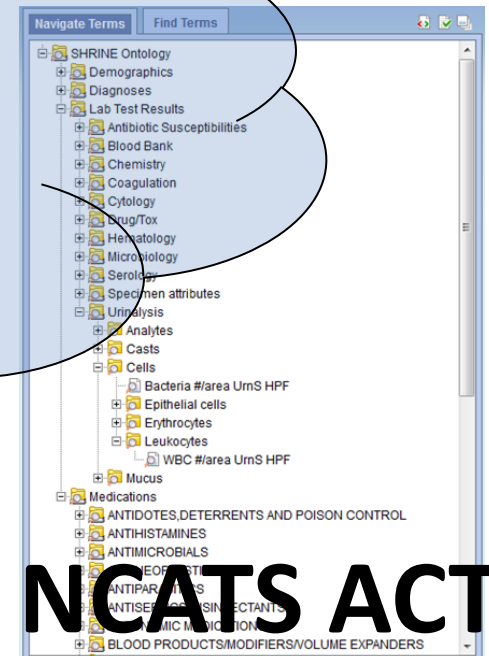 Navigate Terms Find Terms
SHRINE Ontology
Demographics
Diagnoses
Lab Test Results
Antibiotic Susceptibilities
Blood Bank
Chemistry
Coagulation
Cytology
Drug/Tox
Hematology
Microbiology
Serology
Specimen attributes
Urinalysis
Analytes
Casts
Cells
Bacteria #/area UrnS HPF
Epithelial cells
Erythrocytes
Leukocytes
WBC #/area UrnS HPF
Mucus
Medications
ANTIDOTES,DETERRENTS AND POISON CONTROL
ANTIHISTAMINES
ANTIMICROBIALS
NCATS ACT
BLOOD PRODUCTS/MODIFIERS/VOLUME EXPANDERS